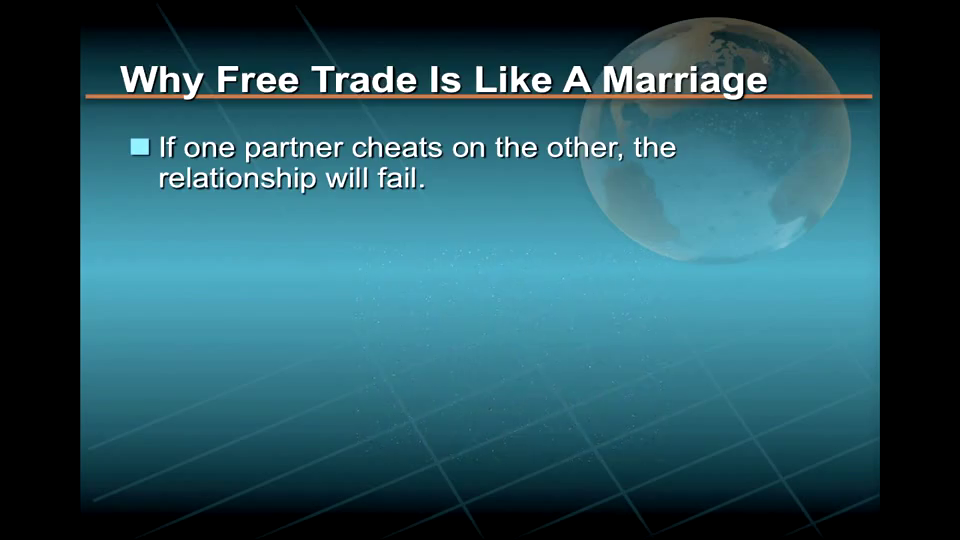 Why Free Trade Is Like A Marriage
If one partner cheats on the other, the
relationship will fail.